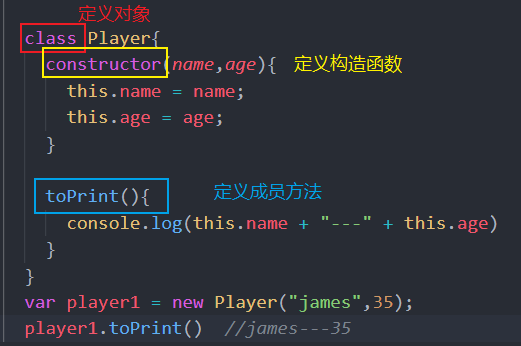 定义对象
class Player{
constructor(name,age){ 定义构造函数
this.name = name;
this.age = age;
}
toPrint(){ 定义成员方法
console.log(this.name + "---" + this.age)
}
}
var player1 = new Player("james",35);
player1.toPrint() //james---35